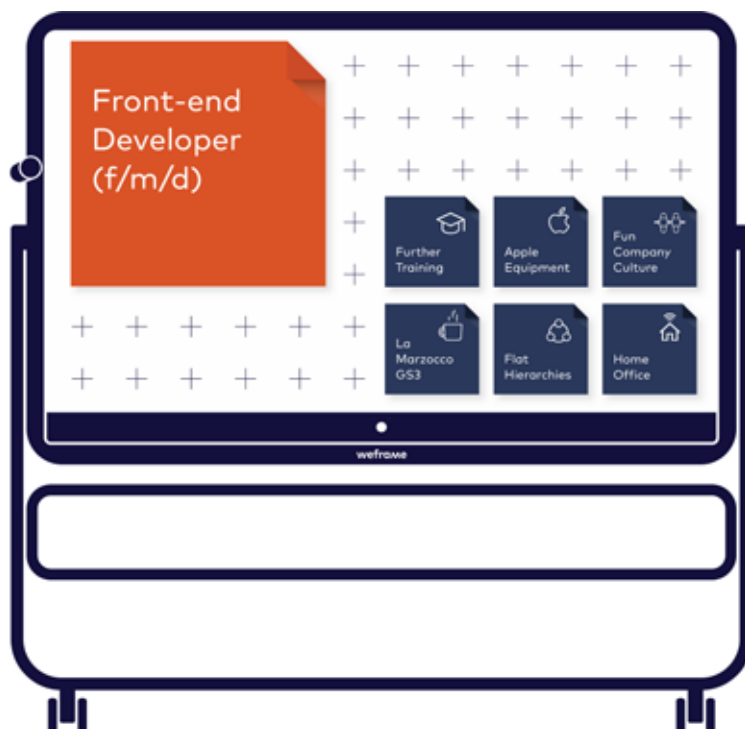 Front-end
Developer
(f/m/d)
Further
Training
Apple
Equipment
Fun
Company
Culture
La
Marzocco
GS3
Flat
Hierarchies
Home
Office
weframe